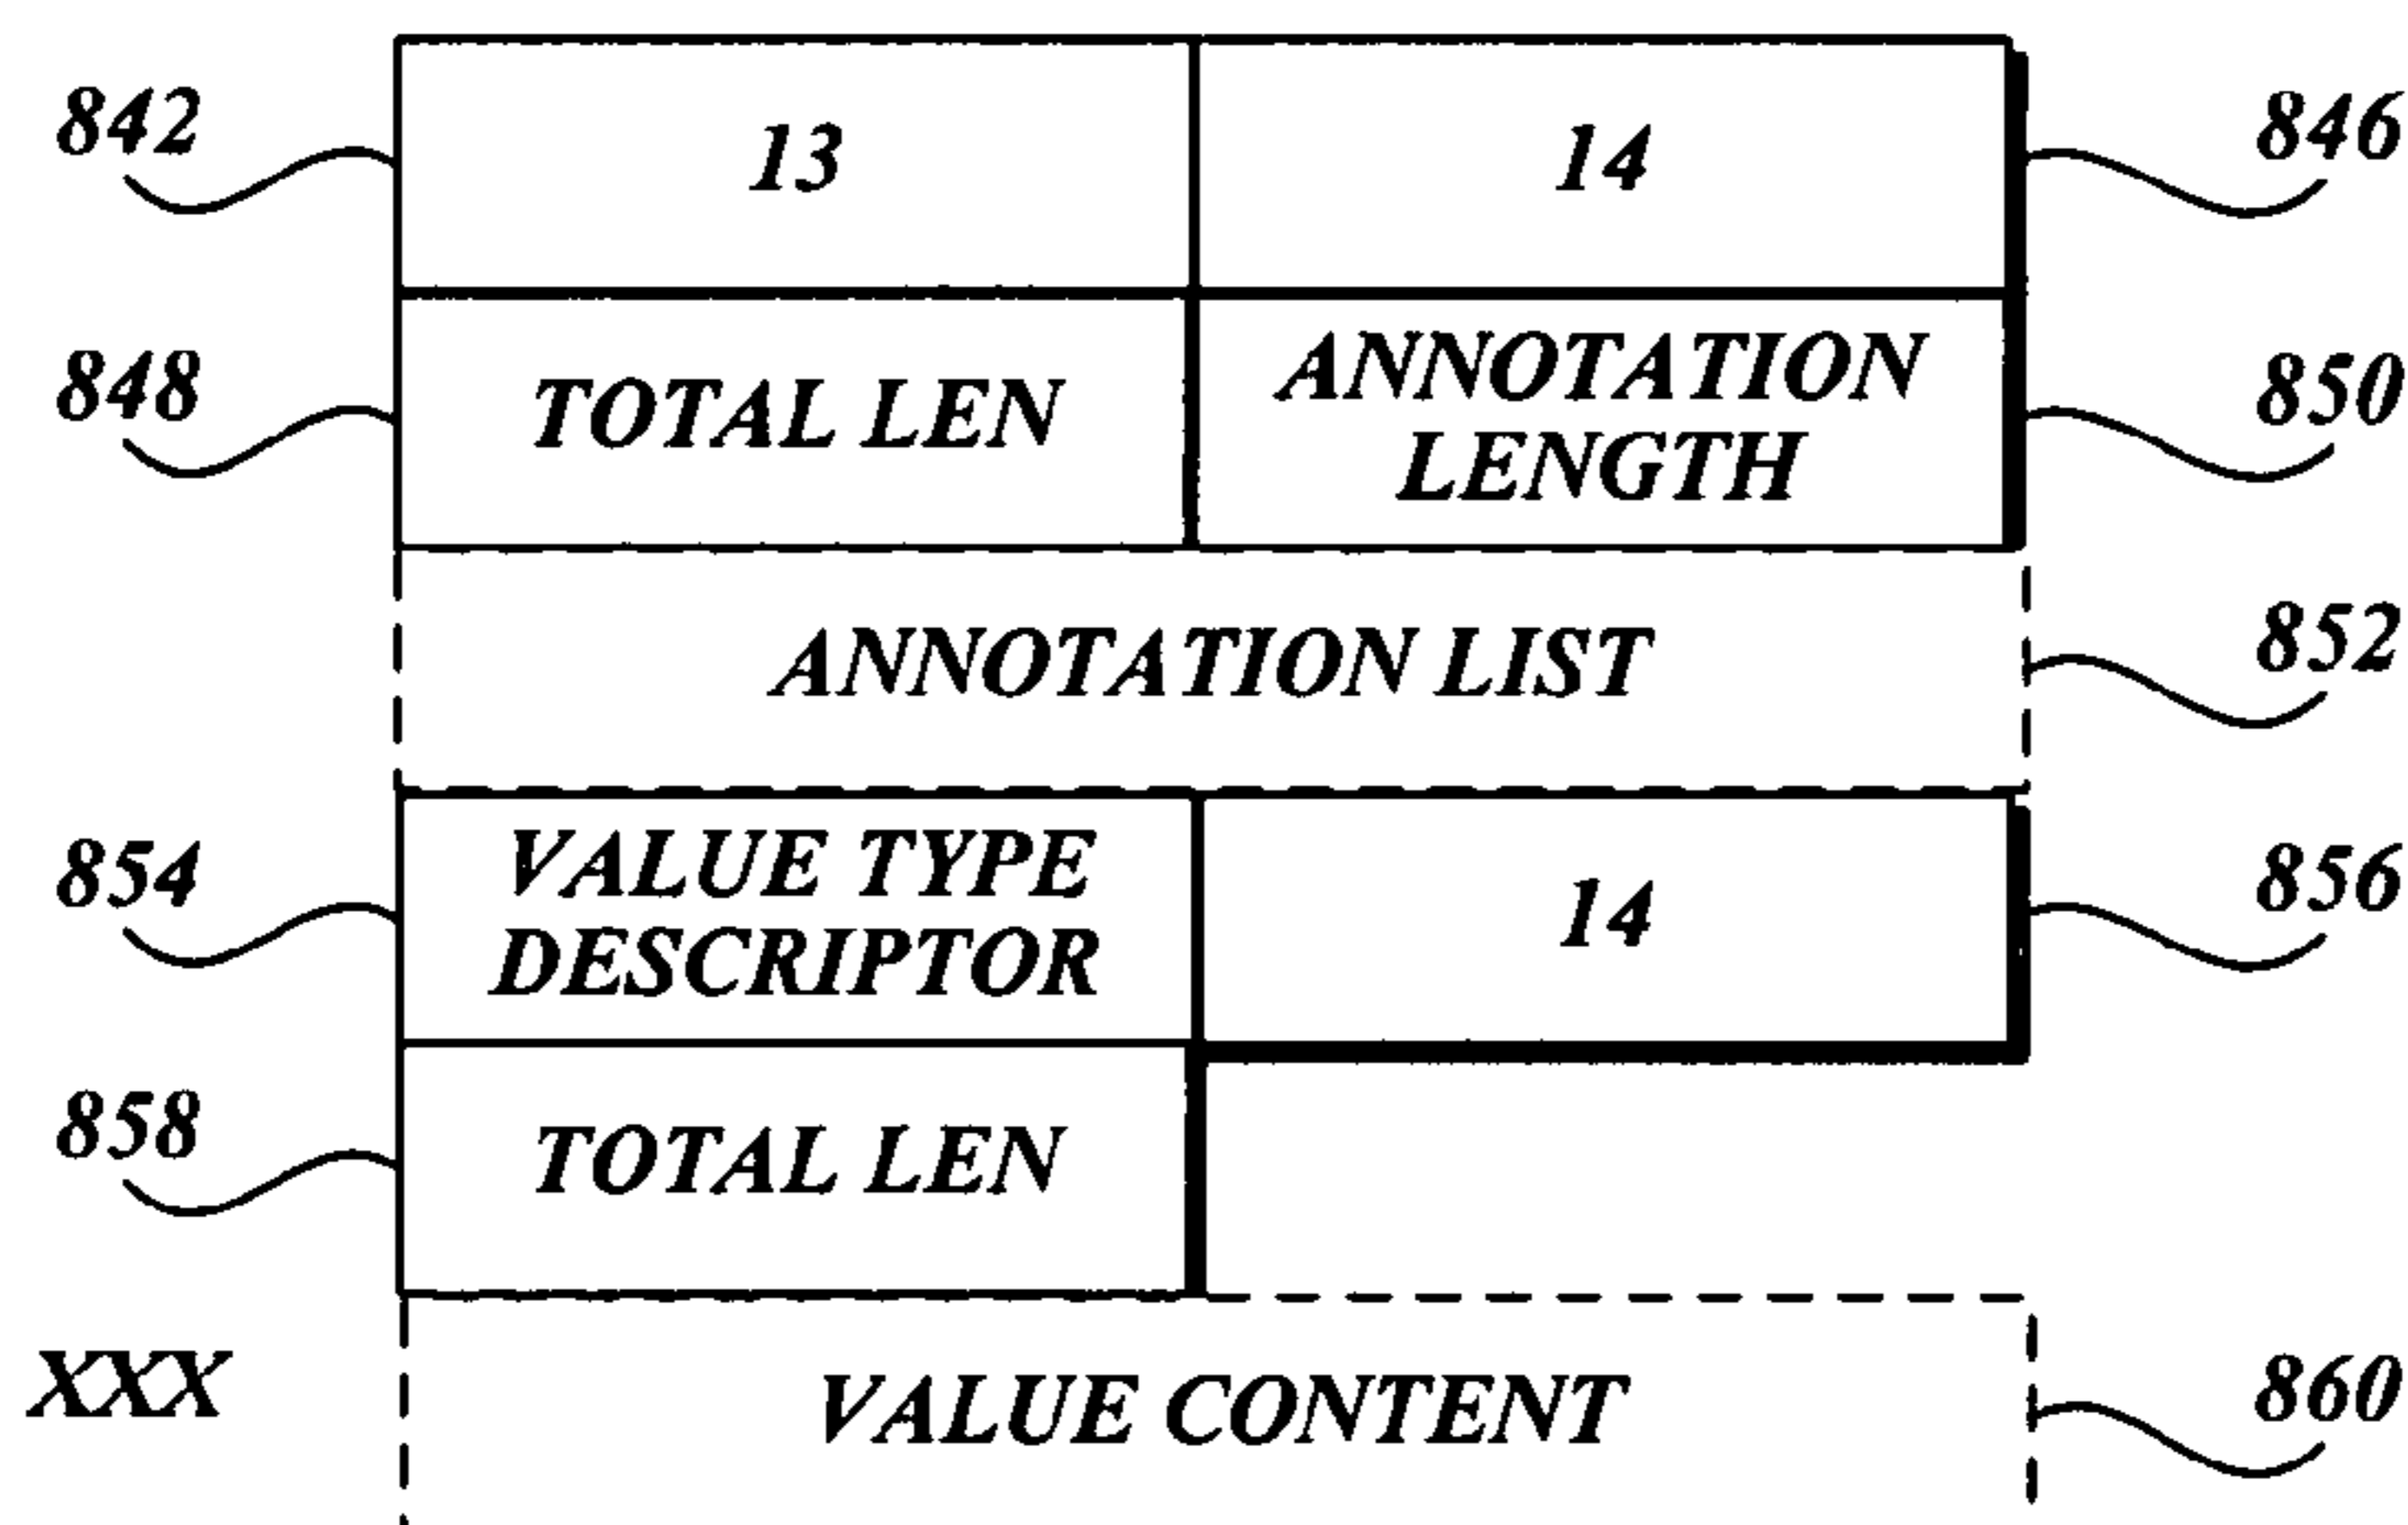 842 13 14 846
848 TOTAL LEN ANNOTATION LENGTH 850
ANNOTATION LIST 852
854 VALUE TYPE DESCRIPTOR 14 856
858 TOTAL LEN
XXX VALUE CONTENT 860